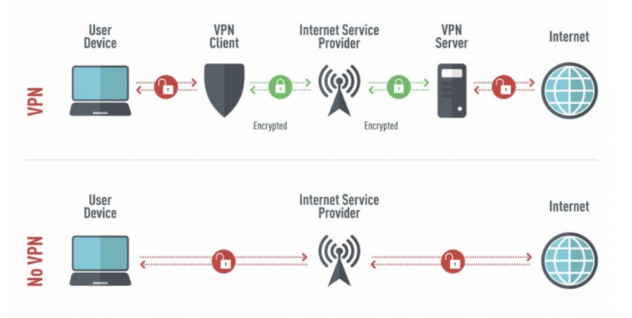 VPN
User
Device
VPN
Client
Internet Service
Provider
VPN
Server
Internet
Encrypted
Encrypted
No VPN
User
Device
Internet Service
Provider
Internet